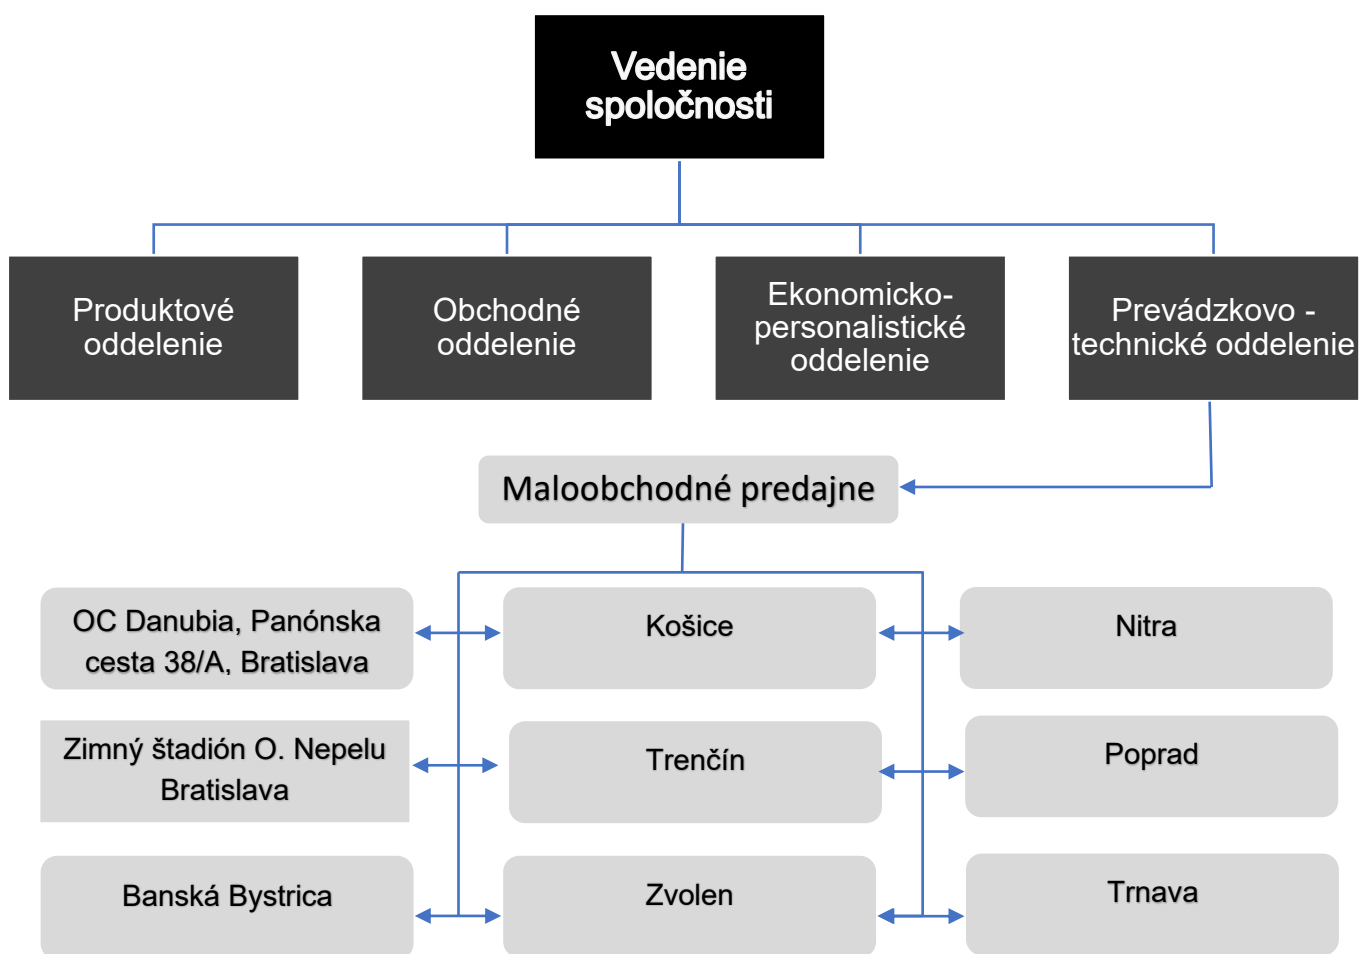 Vedenie
spoločnosti
Produktové
oddelenie
Obchodné
oddelenie
Ekonomicko-
personalistické
oddelenie
Prevádzkovo -
technické oddelenie
Maloobchodné predajne
OC Danubia, Panónska
cesta 38/A, Bratislava
Košice
Nitra
Zimný štadión O. Nepelu
Bratislava
Trenčín
Poprad
Banská Bystrica
Zvolen
Trnava